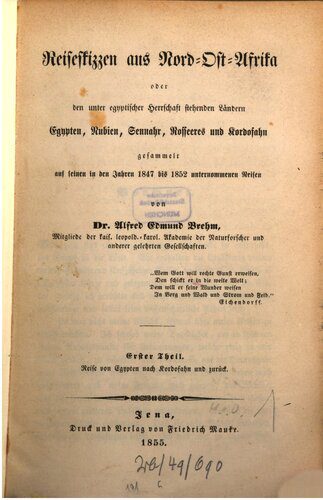 Reiseskizzen aus Nord-Ost-Afrika
oder
den unter egyptischer Herrschaft stehenden Ländern
Egypten, Nubien, Sennahr, Rosseeres und Kordofahn
gesammelt
auf seinen in den Jahren 1847 bis 1852 unternommenen Reisen
von
Dr. Alfred Edmund Brehm,
Mitgliede der kais. leopold.-karol. Akademie der Naturforscher und
anderer gelehrten Gesellschaften.
„Wem Gott will rechte Gunst erweisen,
Den schickt er in die weite Welt;
Dem will er seine Wunder weisen
In Berg und Wald und Strom und Feld.“
Eichendorff.
Erster Theil.
Reise von Egypten nach Kordofahn und zurück.
Jena,
Druck und Verlag von Friedrich Mauke.
1855.
MÜNCHEN